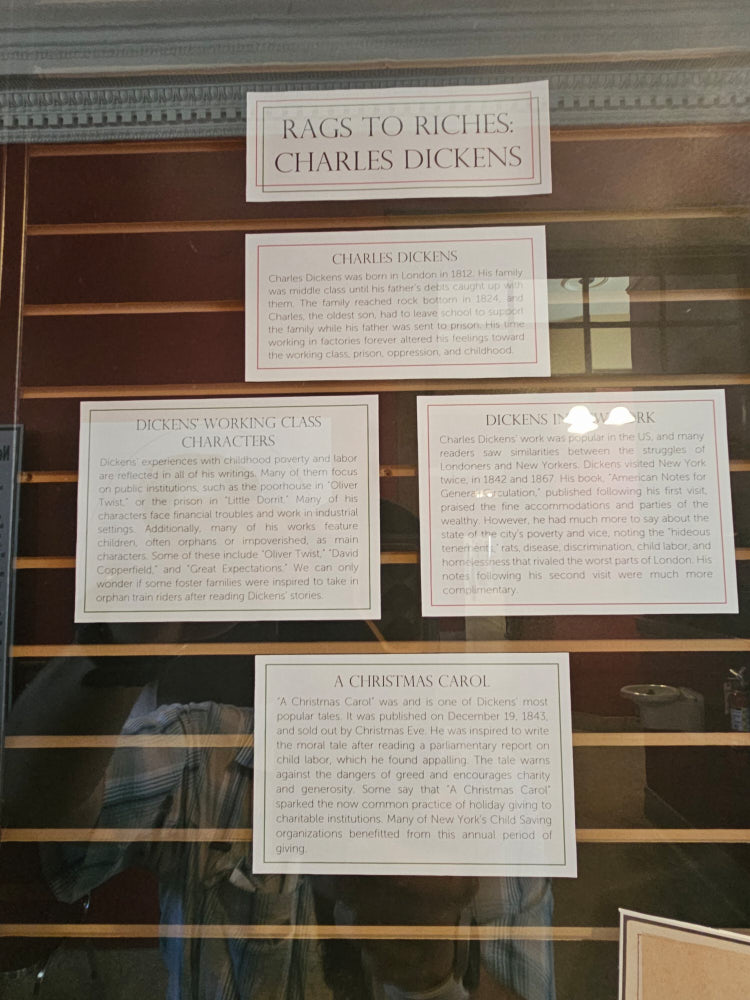 RAGS TO RICHES:
CHARLES DICKENS
CHARLES DICKENS
Charles Dickens was born in London in 1812. His family
was middle class until his father's debts caught up with
them. The family reached rock bottom in 1824, and
Charles, the oldest son, had to leave school to support
the family while his father was sent to prison. His time
working in factories forever altered his feelings toward
the working class, prison, oppression, and childhood.
DICKENS' WORKING CLASS
CHARACTERS
Dickens' experiences with childhood poverty and labor
are reflected in all of his writings. Many of them focus
on public institutions, such as the poorhouse in "Oliver
Twist," or the prison in "Little Dorrit." Many of his
characters face financial troubles and work in industrial
settings. Additionally, many of his works feature
children, often orphans or impoverished, as main
characters. Some of these include "Oliver Twist," "David
Copperfield," and "Great Expectations." We can only
wonder if some foster families were inspired to take in
orphan train riders after reading Dickens' stories.
DICKENS IN NEW YORK
Charles Dickens' work was popular in the US, and many
readers saw similarities between the struggles of
Londoners and New Yorkers. Dickens visited New York
twice, in 1842 and 1867. His book, "American Notes for
General Circulation," published following his first visit,
praised the fine accommodations and parties of the
wealthy. However, he had much more to say about the
state of the city's poverty and vice, noting the "hideous
tenements," rats, disease, discrimination, child labor, and
homelessness that rivaled the worst parts of London. His
notes following his second visit were much more
complimentary.
A CHRISTMAS CAROL
"A Christmas Carol" was and is one of Dickens' most
popular tales. It was published on December 19, 1843,
and sold out by Christmas Eve. He was inspired to write
the moral tale after reading a parliamentary report on
child labor, which he found appalling. The tale warns
against the dangers of greed and encourages charity
and generosity. Some say that "A Christmas Carol"
sparked the now common practice of holiday giving to
charitable institutions. Many of New York's Child Saving
organizations benefitted from this annual period of
giving.